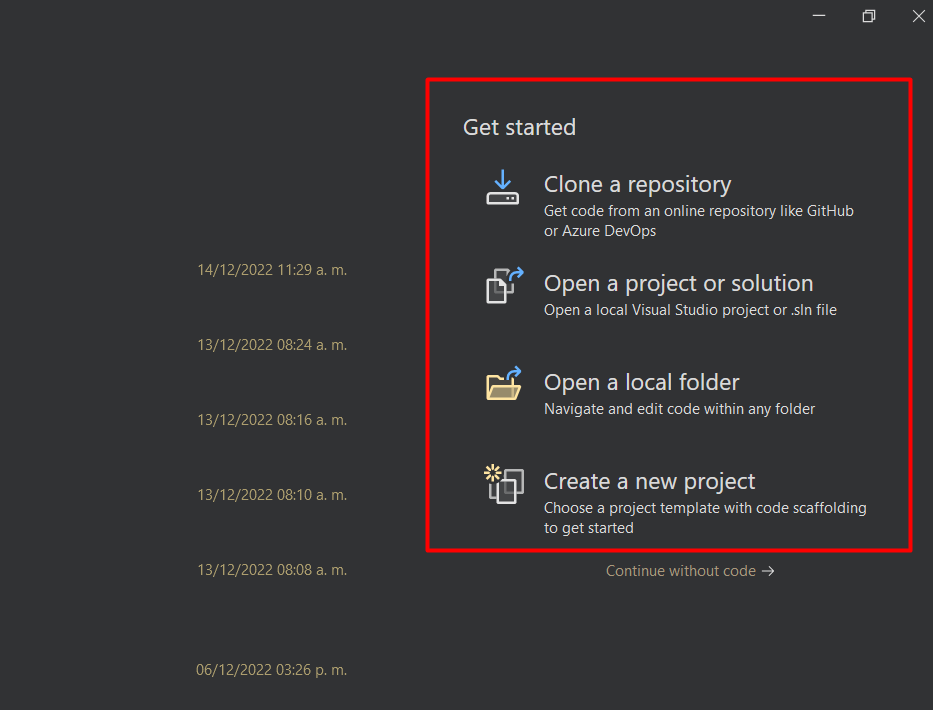 Get started
Clone a repository
Get code from an online repository like GitHub
or Azure DevOps
Open a project or solution
Open a local Visual Studio project or .sln file
Open a local folder
Navigate and edit code within any folder
Create a new project
Choose a project template with code scaffolding
to get started
Continue without code →
14/12/2022 11:29 a. m.
13/12/2022 08:24 a. m.
13/12/2022 08:16 a. m.
13/12/2022 08:10 a. m.
13/12/2022 08:08 a. m.
06/12/2022 03:26 p. m.